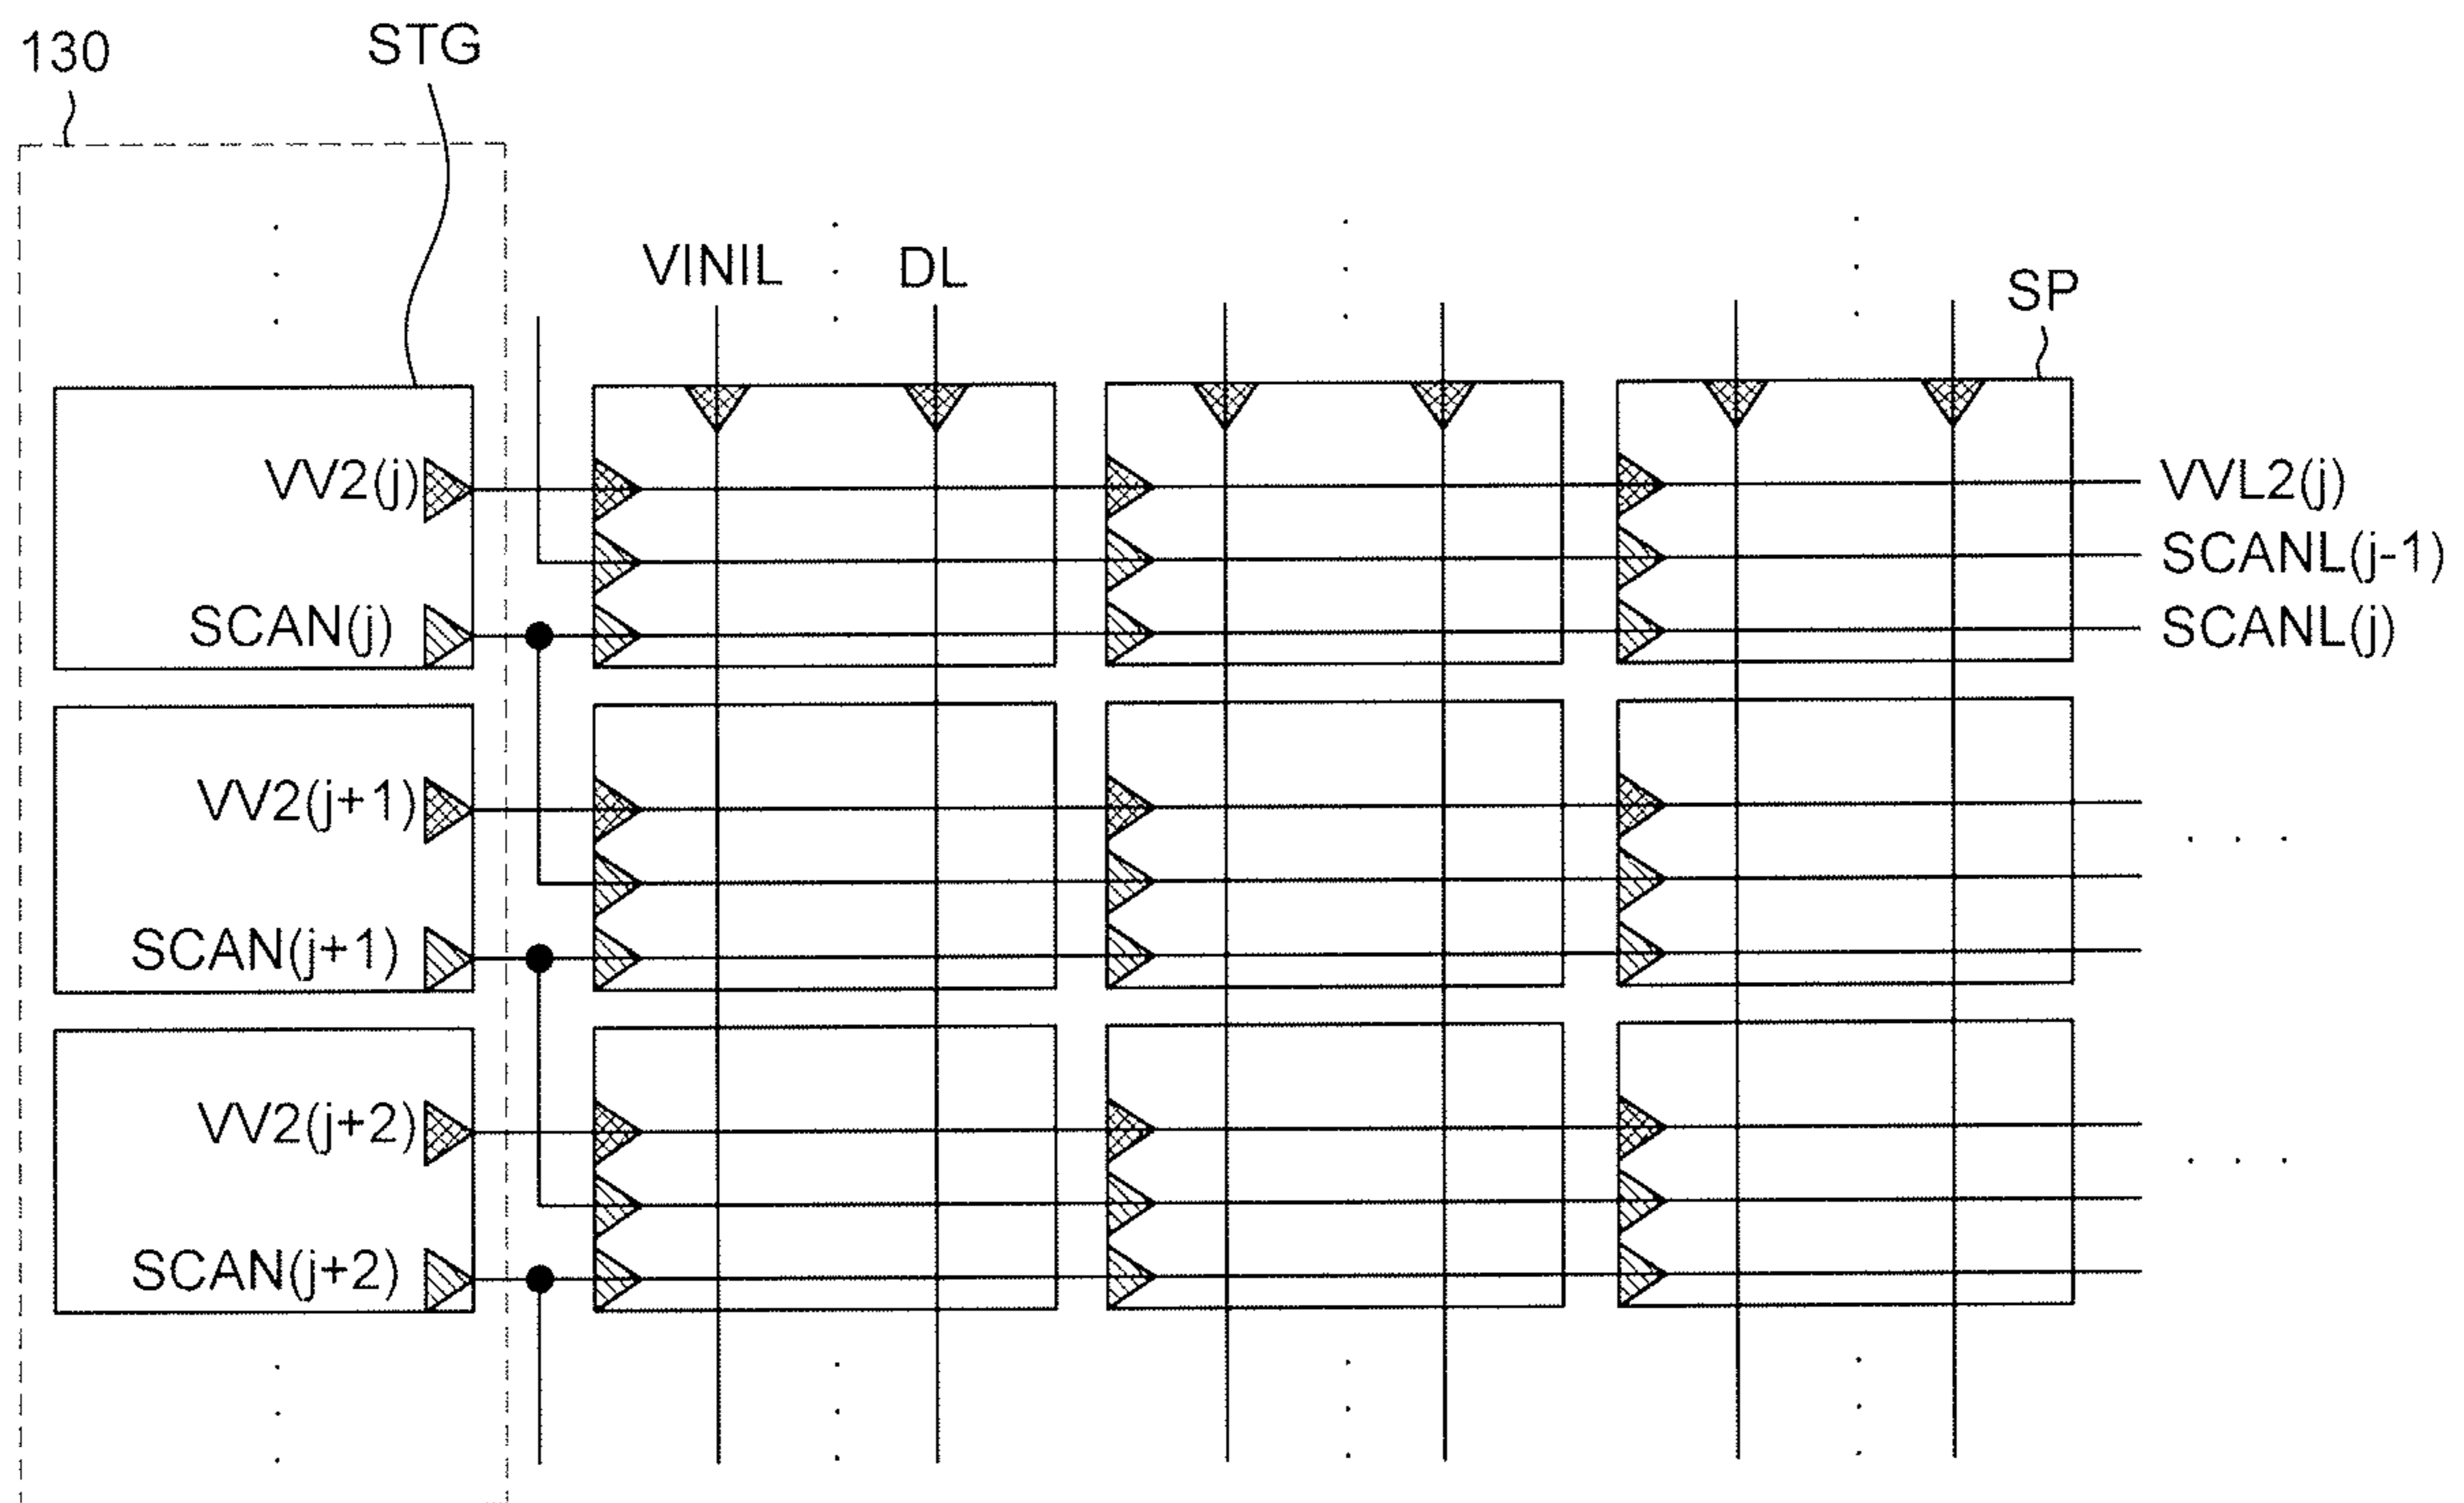 130
STG
VINIL
DL
SP
VV2(j)
VVL2(j)
SCANL(j-1)
SCAN(j)
SCANL(j)
VV2(j+1)
SCAN(j+1)
VV2(j+2)
SCAN(j+2)